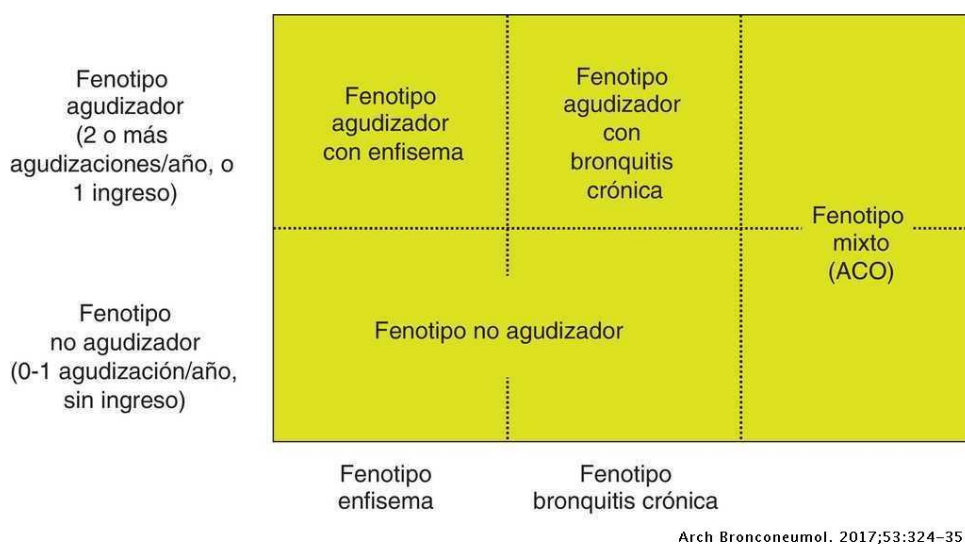 Fenotipo
agudizador
(2 o más
agudizaciones/año, o
1 ingreso)
Fenotipo
agudizador
con enfisema
Fenotipo
agudizador
con
bronquitis
crónica
Fenotipo
mixto
(ACO)
Fenotipo
no agudizador
(0-1 agudización/año,
sin ingreso)
Fenotipo no agudizador
Fenotipo
enfisema
Fenotipo
bronquitis crónica
Arch Bronconeumol. 2017;53:324–35